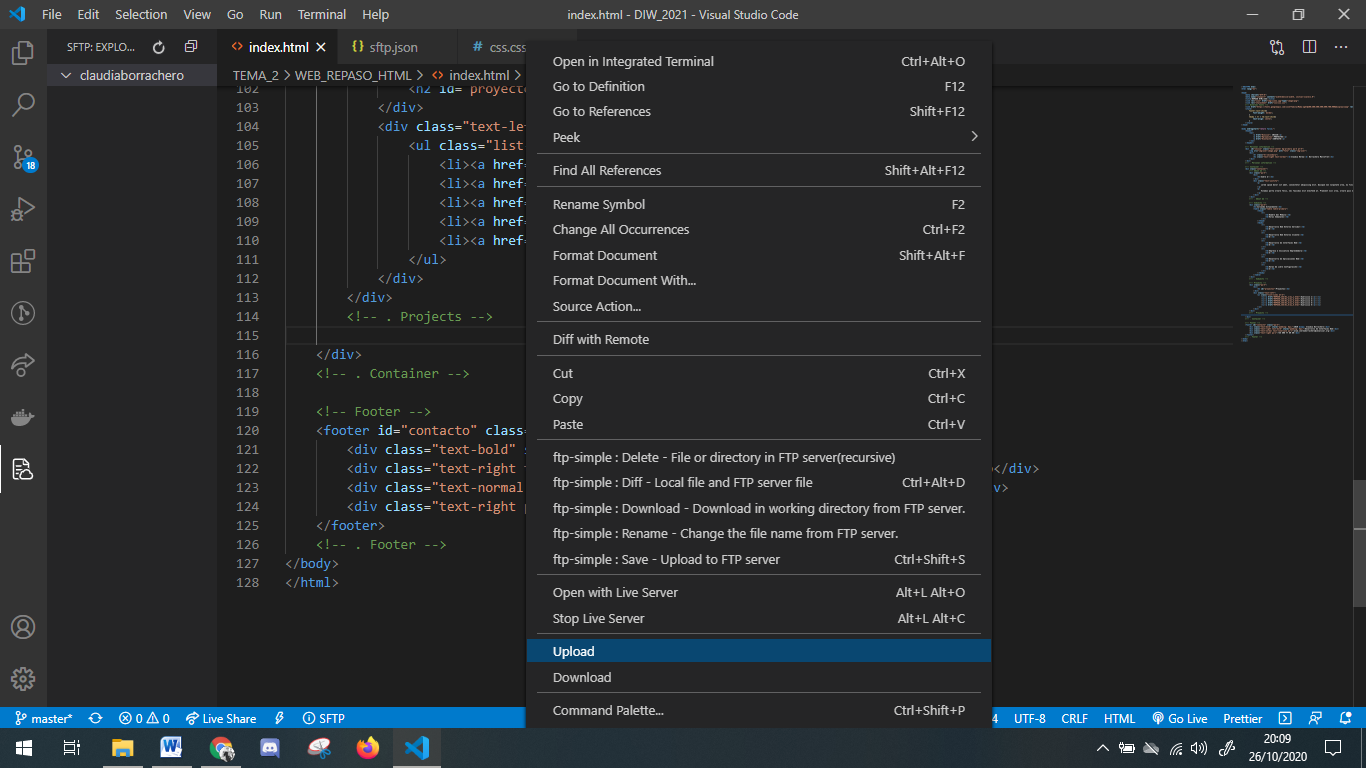 File Edit Selection View Go Run Terminal Help index.html - DIW_2021 - Visual Studio Code
SFTP: EXPLO...
index.html
sftp.json
css.css
claudiaborrachero
TEMA_2 > WEB_REPASO_HTML > index.html >
102 <h2 id="proyecto
103 </div>
104 <div class="text-le
105 <ul class="list
106 <li><a href=
107 <li><a href=
108 <li><a href=
109 <li><a href=
110 <li><a href=
111 </ul>
112 </div>
113 </div>
114 <!-- . Projects -->
115
116 </div>
117 <!-- . Container -->
118
119 <!-- Footer -->
120 <footer id="contacto" class=
121 <div class="text-bold"
122 <div class="text-right </div>
123 <div class="text-normal v>
124 <div class="text-right
125 </footer>
126 <!-- . Footer -->
127 </body>
128 </html>
Open in Integrated Terminal Ctrl+Alt+O
Go to Definition F12
Go to References Shift+F12
Peek
Find All References Shift+Alt+F12
Rename Symbol F2
Change All Occurrences Ctrl+F2
Format Document Shift+Alt+F
Format Document With...
Source Action...
Diff with Remote
Cut Ctrl+X
Copy Ctrl+C
Paste Ctrl+V
ftp-simple : Delete - File or directory in FTP server(recursive)
ftp-simple : Diff - Local file and FTP server file Ctrl+Alt+D
ftp-simple : Download - Download in working directory from FTP server.
ftp-simple : Rename - Change the file name from FTP server.
ftp-simple : Save - Upload to FTP server Ctrl+Shift+S
Open with Live Server Alt+L Alt+O
Stop Live Server Alt+L Alt+C
Upload
Download
Command Palette... Ctrl+Shift+P
18
master* 0 0 Live Share SFTP 4 UTF-8 CRLF HTML Go Live Prettier
20:09
26/10/2020